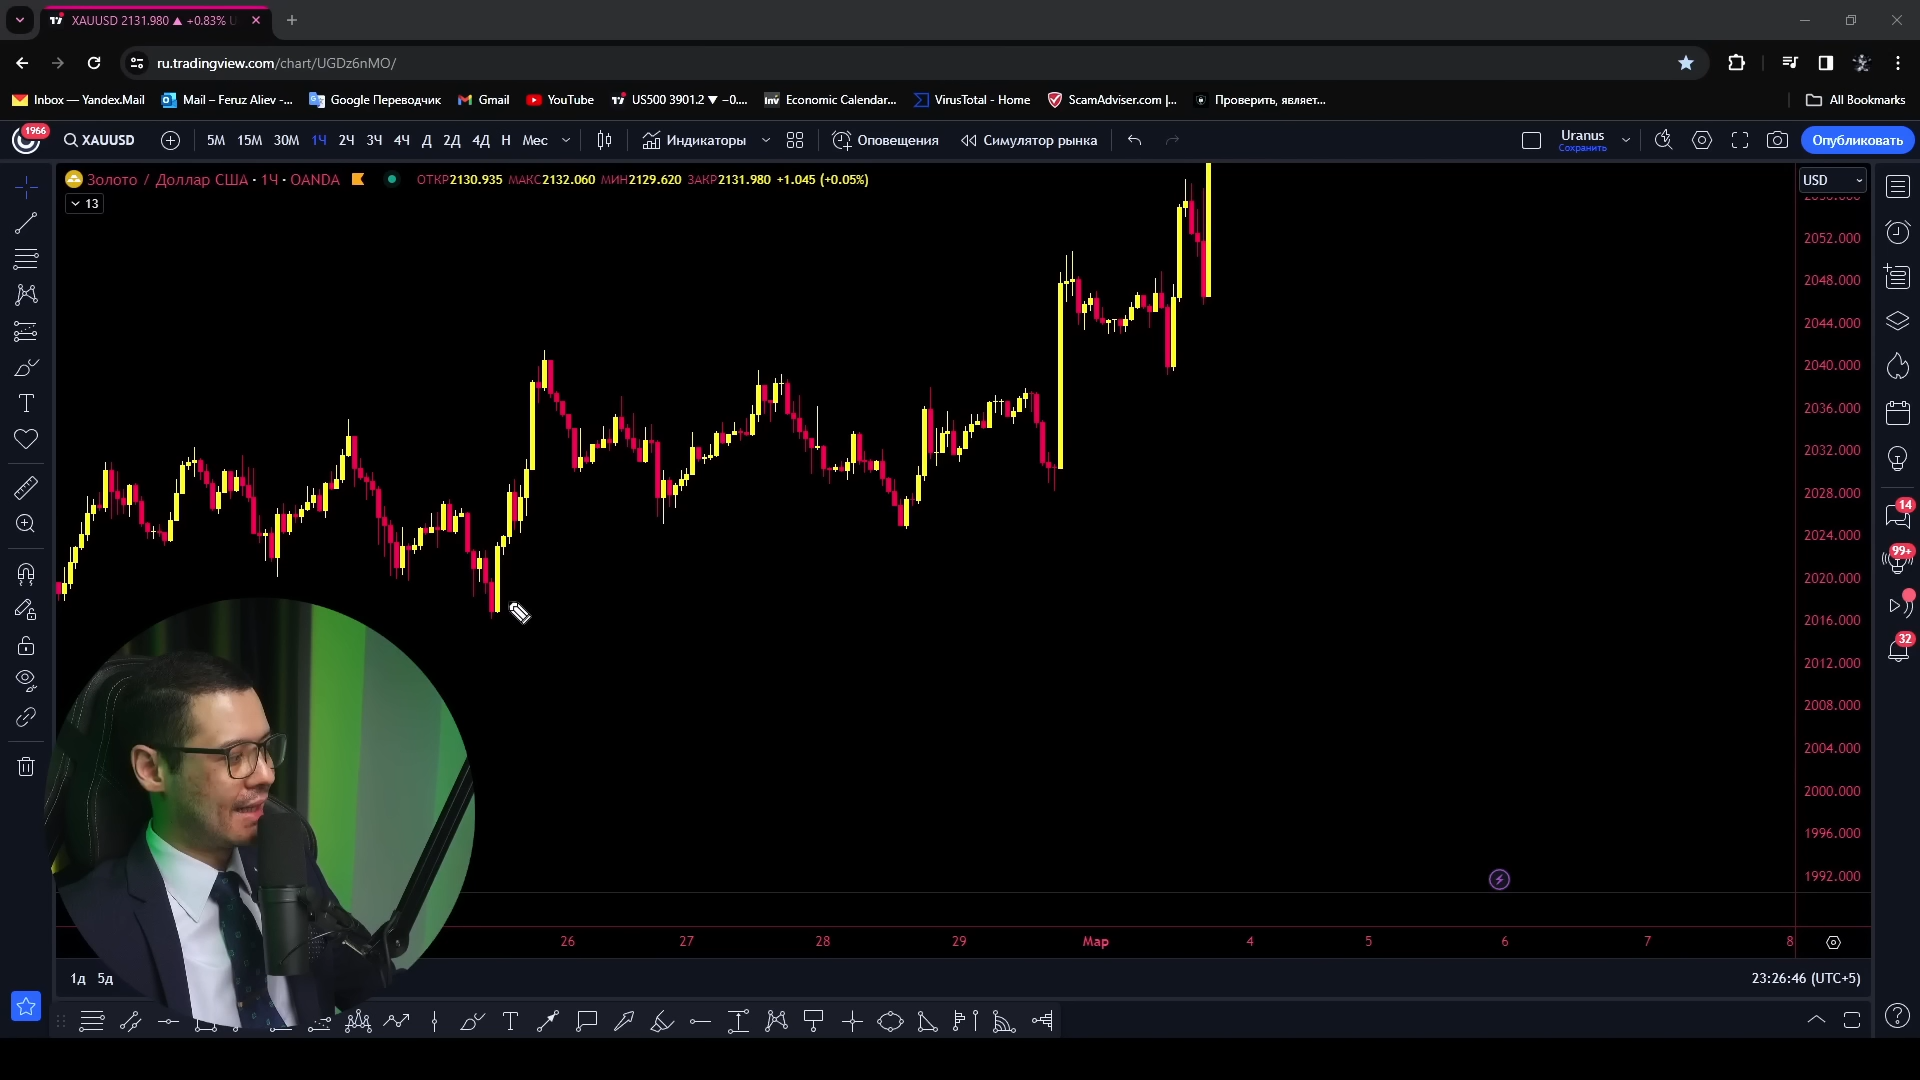 XAUUSD 2131.980 ▲ +0.83% U
ru.tradingview.com/chart/UGDz6nMO/
Inbox — Yandex.Mail
Mail – Feruz Aliev -...
Google Переводчик
Gmail
YouTube
US500 3901.2 ▼ −0....
Economic Calendar...
VirusTotal - Home
ScamAdviser.com |...
Проверить, являет...
All Bookmarks
1966
XAUUSD
5М 15М 30М 1Ч 2Ч 3Ч 4Ч Д 2Д 4Д Н Мес
Индикаторы
Оповещения
Симулятор рынка
Uranus
Сохранить
Опубликовать
Золото / Доллар США · 1Ч · OANDA
ОТКР2130.935 МАКС2132.060 МИН2129.620 ЗАКР2131.980 +1.045 (+0.05%)
USD
13
2052.000
2048.000
2044.000
2040.000
2036.000
2032.000
2028.000
2024.000
2020.000
2016.000
2012.000
2008.000
2004.000
2000.000
1996.000
1992.000
14
99+
32
26 27 28 29 Мар 4 5 6 7 8
1д 5д
23:26:46 (UTC+5)